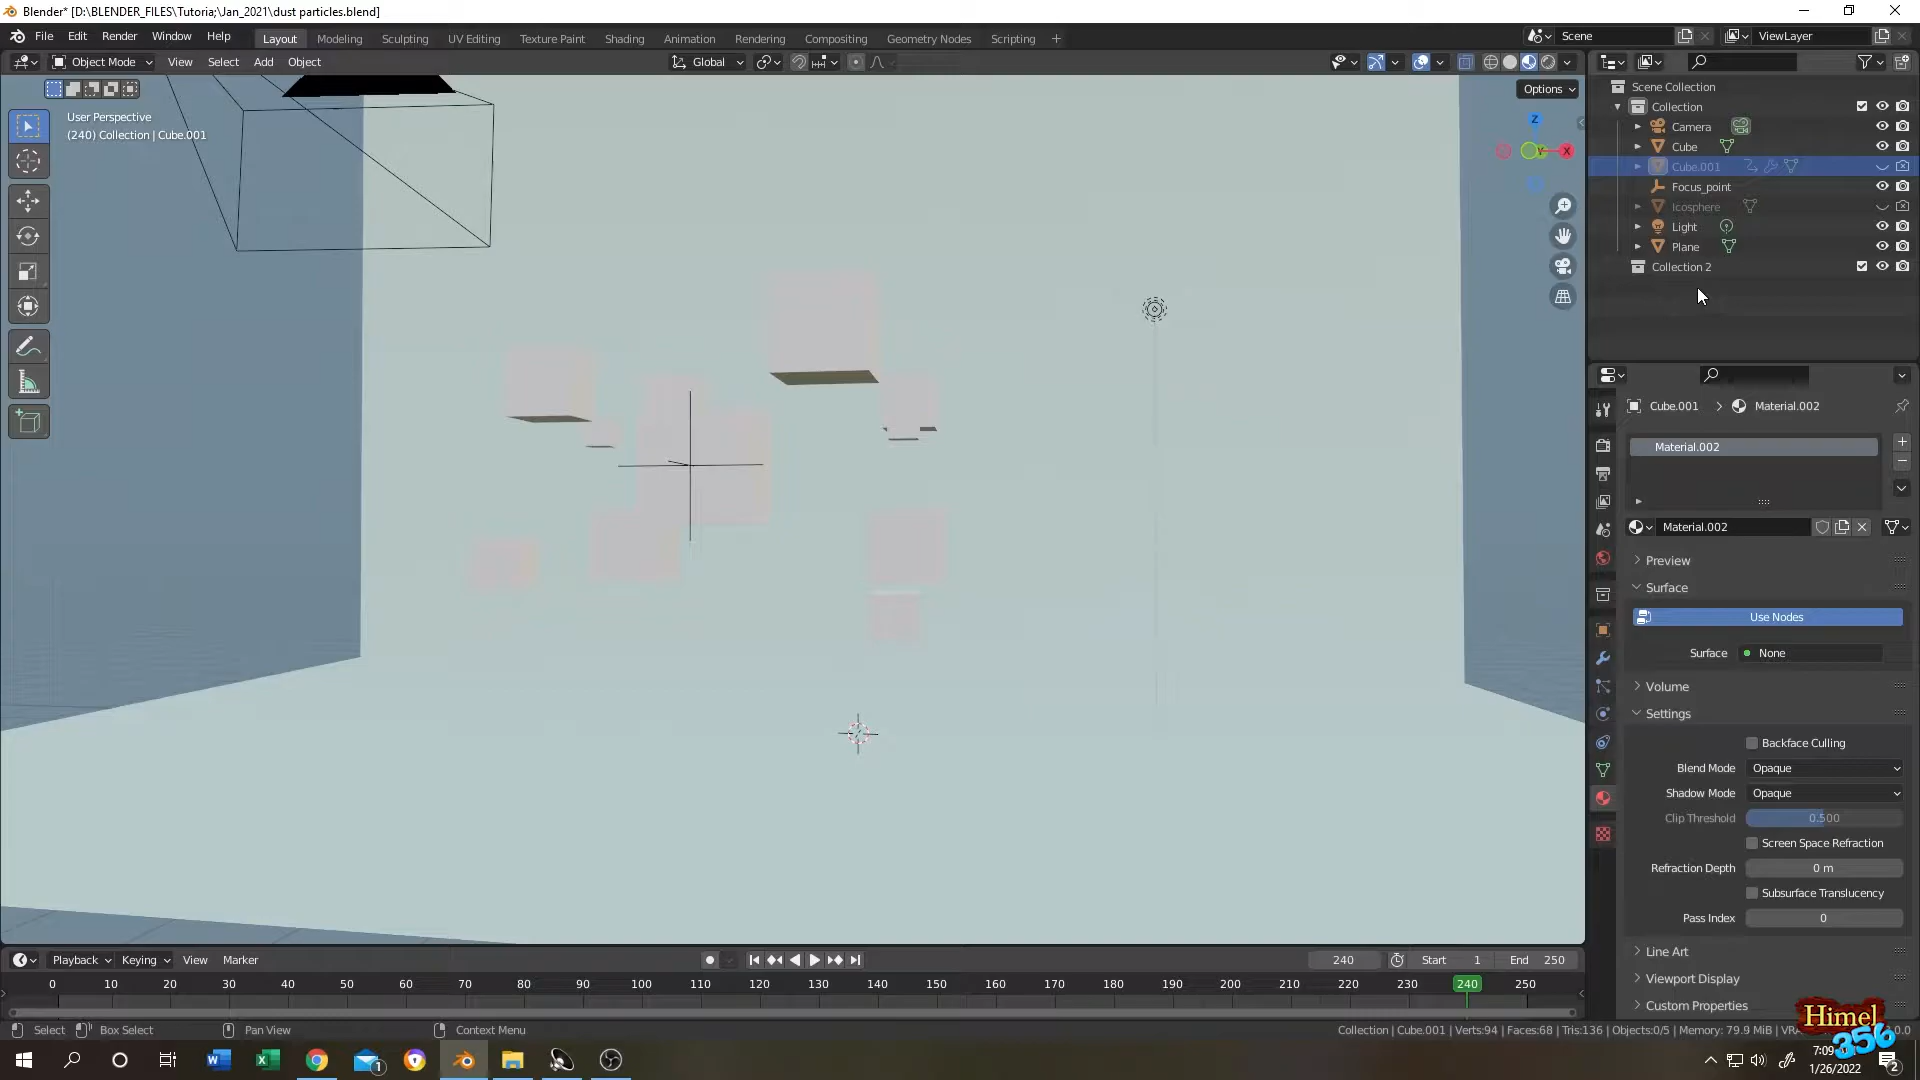 Blender* [D:\BLENDER_FILES\Tutoria;\Jan_2021\dust particles.blend]
File Edit Render Window Help Layout Modeling Sculpting UV Editing Texture Paint Shading Animation Rendering Compositing Geometry Nodes Scripting Scene ViewLayer
Object Mode View Select Add Object Global
Options
User Perspective
(240) Collection | Cube.001
Z
Y X
Scene Collection
Collection
Camera
Cube
Cube.001
Focus_point
Icosphere
Light
Plane
Collection 2
Cube.001 Material.002
Material.002
Material.002
Preview
Surface
Use Nodes
Surface None
Volume
Settings
Backface Culling
Blend Mode Opaque
Shadow Mode Opaque
Clip Threshold 0.500
Screen Space Refraction
Refraction Depth 0 m
Subsurface Translucency
Pass Index 0
Line Art
Viewport Display
Custom Properties
Playback Keying View Marker 240 Start 1 End 250
0 10 20 30 40 50 60 70 80 90 100 110 120 130 140 150 160 170 180 190 200 210 220 230 240 250
Select Box Select Pan View Context Menu Collection | Cube.001 | Verts:94 | Faces:68 | Tris:136 | Objects:0/5 | Memory: 79.9 MiB
Himel
356
1
7:09
1/26/2022
2